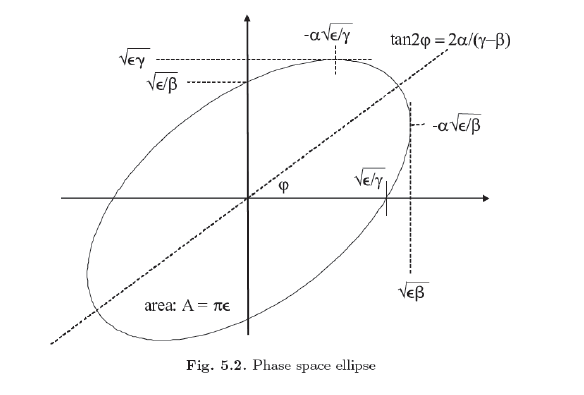 -α√ϵ/γ
tan2φ = 2α/(γ–β)
√ϵγ
√ϵ/β
-α√ϵ/β
√ϵ/γ
φ
√ϵβ
area: A = πϵ
Fig. 5.2. Phase space ellipse